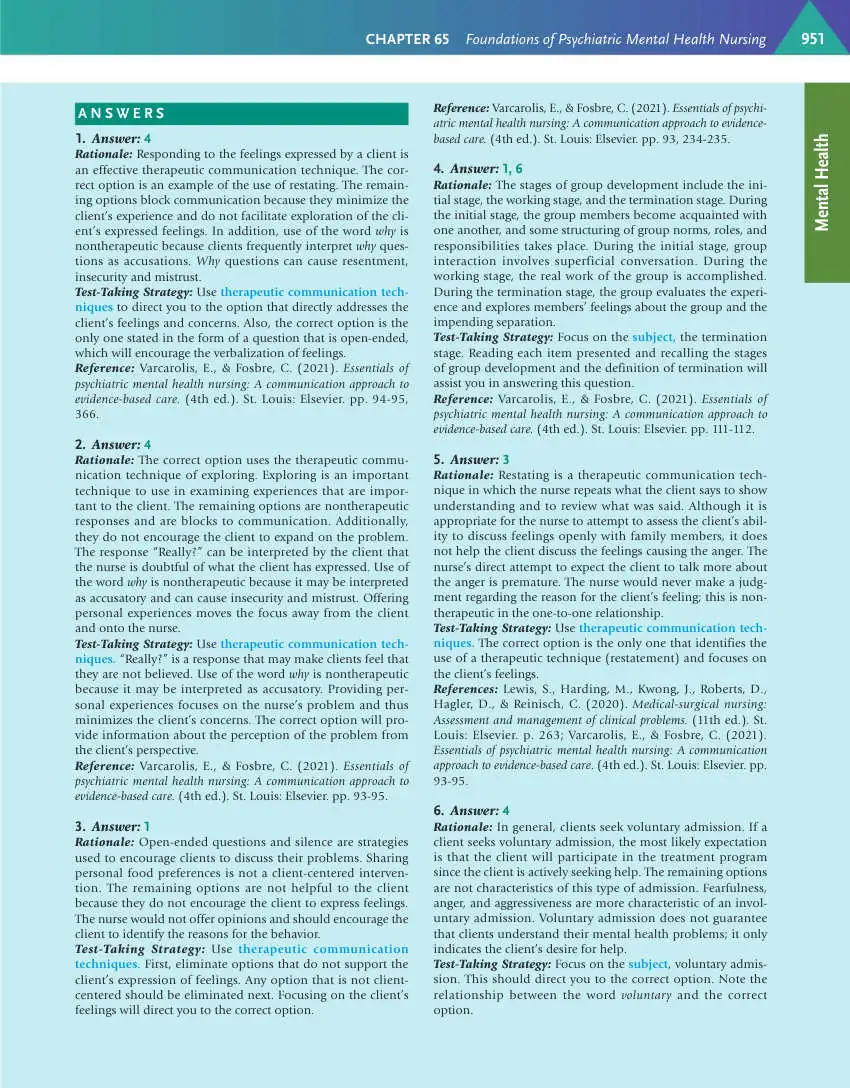 CHAPTER 65 Foundations of Psychiatric Mental Health Nursing 951
ANSWERS
1. Answer: 4
Rationale: Responding to the feelings expressed by a client is
an effective therapeutic communication technique. The cor-
rect option is an example of the use of restating. The remain-
ing options block communication because they minimize the
client's experience and do not facilitate exploration of the cli-
ent's expressed feelings. In addition, use of the word why is
nontherapeutic because clients frequently interpret why ques-
tions as accusations. Why questions can cause resentment,
insecurity and mistrust.
Test-Taking Strategy: Use therapeutic communication tech-
niques to direct you to the option that directly addresses the
client's feelings and concerns. Also, the correct option is the
only one stated in the form of a question that is open-ended,
which will encourage the verbalization of feelings.
Reference: Varcarolis, E., & Fosbre, C. (2021). Essentials of
psychiatric mental health nursing: A communication approach to
evidence-based care. (4th ed.). St. Louis: Elsevier. pp. 94-95,
366.
2. Answer: 4
Rationale: The correct option uses the therapeutic commu-
nication technique of exploring. Exploring is an important
technique to use in examining experiences that are impor-
tant to the client. The remaining options are nontherapeutic
responses and are blocks to communication. Additionally,
they do not encourage the client to expand on the problem.
The response "Really?" can be interpreted by the client that
the nurse is doubtful of what the client has expressed. Use of
the word why is nontherapeutic because it may be interpreted
as accusatory and can cause insecurity and mistrust. Offering
personal experiences moves the focus away from the client
and onto the nurse.
Test-Taking Strategy: Use therapeutic communication tech-
niques. "Really?" is a response that may make clients feel that
they are not believed. Use of the word why is nontherapeutic
because it may be interpreted as accusatory. Providing per-
sonal experiences focuses on the nurse's problem and thus
minimizes the client's concerns. The correct option will pro-
vide information about the perception of the problem from
the client's perspective.
Reference: Varcarolis, E., & Fosbre, C. (2021). Essentials of
psychiatric mental health nursing: A communication approach to
evidence-based care. (4th ed.). St. Louis: Elsevier. pp. 93-95.
3. Answer: 1
Rationale: Open-ended questions and silence are strategies
used to encourage clients to discuss their problems. Sharing
personal food preferences is not a client-centered interven-
tion. The remaining options are not helpful to the client
because they do not encourage the client to express feelings.
The nurse would not offer opinions and should encourage the
client to identify the reasons for the behavior.
Test-Taking Strategy: Use therapeutic communication
techniques. First, eliminate options that do not support the
client's expression of feelings. Any option that is not client-
centered should be eliminated next. Focusing on the client's
feelings will direct you to the correct option.
Reference: Varcarolis, E., & Fosbre, C. (2021). Essentials of psychi-
atric mental health nursing: A communication approach to evidence-
based care. (4th ed.). St. Louis: Elsevier. pp. 93, 234-235.
4. Answer: 1, 6
Rationale: The stages of group development include the ini-
tial stage, the working stage, and the termination stage. During
the initial stage, the group members become acquainted with
one another, and some structuring of group norms, roles, and
responsibilities takes place. During the initial stage, group
interaction involves superficial conversation. During the
working stage, the real work of the group is accomplished.
During the termination stage, the group evaluates the experi-
ence and explores members' feelings about the group and the
impending separation.
Test-Taking Strategy: Focus on the subject, the termination
stage. Reading each item presented and recalling the stages
of group development and the definition of termination will
assist you in answering this question.
Reference: Varcarolis, E., & Fosbre, C. (2021). Essentials of
psychiatric mental health nursing: A communication approach to
evidence-based care. (4th ed.). St. Louis: Elsevier. pp. 111-112.
5. Answer: 3
Rationale: Restating is a therapeutic communication tech-
nique in which the nurse repeats what the client says to show
understanding and to review what was said. Although it is
appropriate for the nurse to attempt to assess the client's abil-
ity to discuss feelings openly with family members, it does
not help the client discuss the feelings causing the anger. The
nurse's direct attempt to expect the client to talk more about
the anger is premature. The nurse would never make a judg-
ment regarding the reason for the client's feeling; this is non-
therapeutic in the one-to-one relationship.
Test-Taking Strategy: Use therapeutic communication tech-
niques. The correct option is the only one that identifies the
use of a therapeutic technique (restatement) and focuses on
the client's feelings.
References: Lewis, S., Harding, M., Kwong, J., Roberts, D.,
Hagler, D., & Reinisch, C. (2020). Medical-surgical nursing:
Assessment and management of clinical problems. (11th ed.). St.
Louis: Elsevier. p. 263; Varcarolis, E., & Fosbre, C. (2021).
Essentials of psychiatric mental health nursing: A communication
approach to evidence-based care. (4th ed.). St. Louis: Elsevier. pp.
93-95.
6. Answer: 4
Rationale: In general, clients seek voluntary admission. If a
client seeks voluntary admission, the most likely expectation
is that the client will participate in the treatment program
since the client is actively seeking help. The remaining options
are not characteristics of this type of admission. Fearfulness,
anger, and aggressiveness are more characteristic of an invol-
untary admission. Voluntary admission does not guarantee
that clients understand their mental health problems; it only
indicates the client's desire for help.
Test-Taking Strategy: Focus on the subject, voluntary admis-
sion. This should direct you to the correct option. Note the
relationship between the word voluntary and the correct
option.
Mental Health